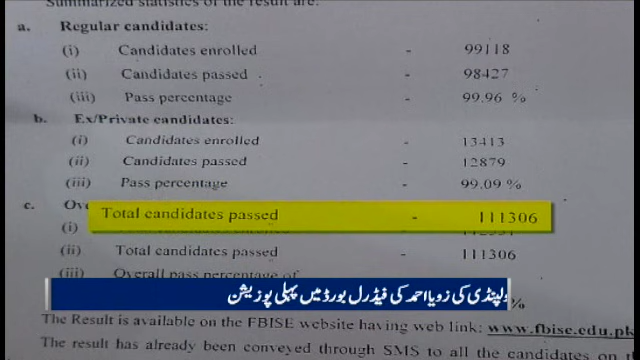 Summarized statistics of the result are:
a. Regular candidates:
(i) Candidates enrolled - 99118
(ii) Candidates passed - 98427
(iii) Pass percentage - 99.96 %
b. Ex/Private candidates:
(i) Candidates enrolled - 13413
(ii) Candidates passed - 12879
(iii) Pass percentage - 99.09 %
c. Ove
Total candidates passed - 111306
(i)
(ii) Total candidates passed - 111306
(iii) Overall pass percentage of
ولپنڈی کی زویا احمد کی فیڈرل بورڈ میں پہلی پوزیشن
%
The Result is available on the FBISE website having web link: www.fbise.edu.pk
The result has already been conveyed through SMS to all the candidates on